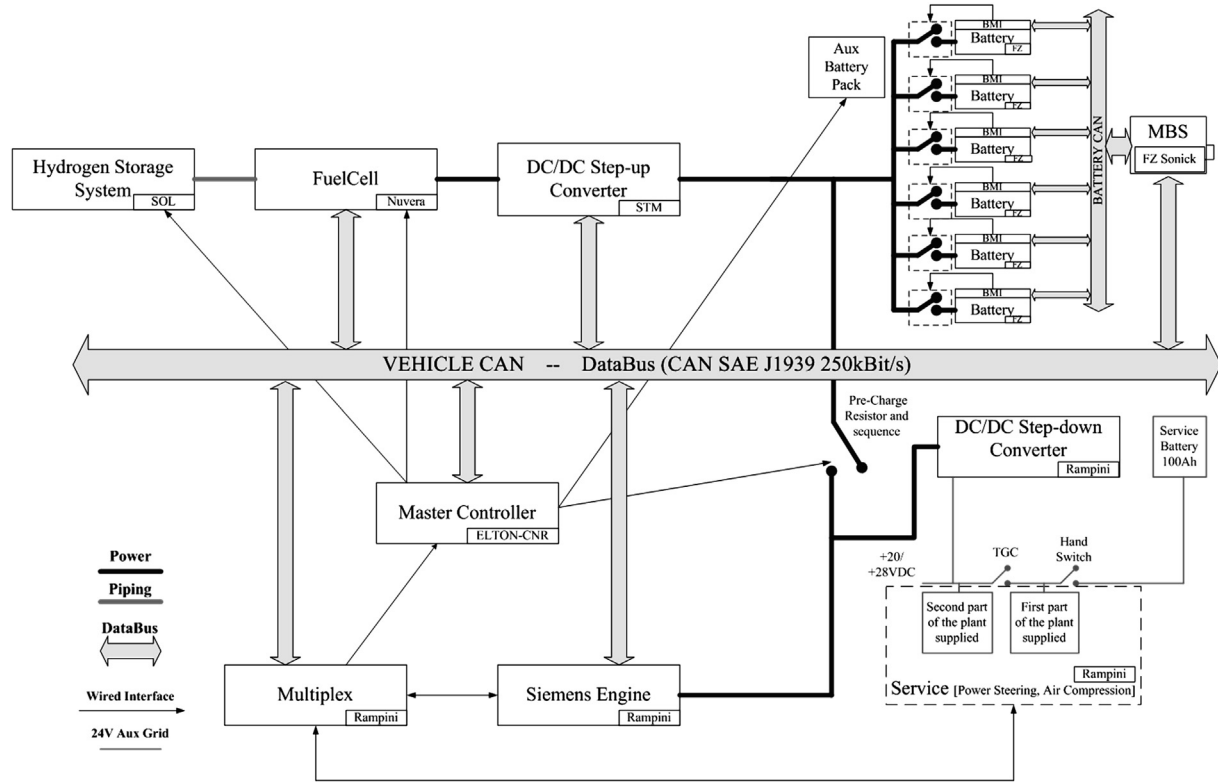 Aux
Battery
Pack
BMI
Battery
FZ
BMI
Battery
FZ
BMI
Battery
FZ
BMI
Battery
FZ
BMI
Battery
FZ
BMI
Battery
FZ
BATTERY CAN
MBS
FZ Sonick
Hydrogen Storage
System
SOL
FuelCell
Nuvera
DC/DC Step-up
Converter
STM
VEHICLE CAN -- DataBus (CAN SAE J1939 250kBit/s)
Pre-Charge
Resistor and
sequence
DC/DC Step-down
Converter
Rampini
Service
Battery
100Ah
Master Controller
ELTON-CNR
+20/
+28VDC
TGC
Hand
Switch
Second part
of the plant
supplied
First part
of the plant
supplied
Rampini
Service [Power Steering, Air Compression]
Power
Piping
DataBus
Wired Interface
24V Aux Grid
Multiplex
Rampini
Siemens Engine
Rampini